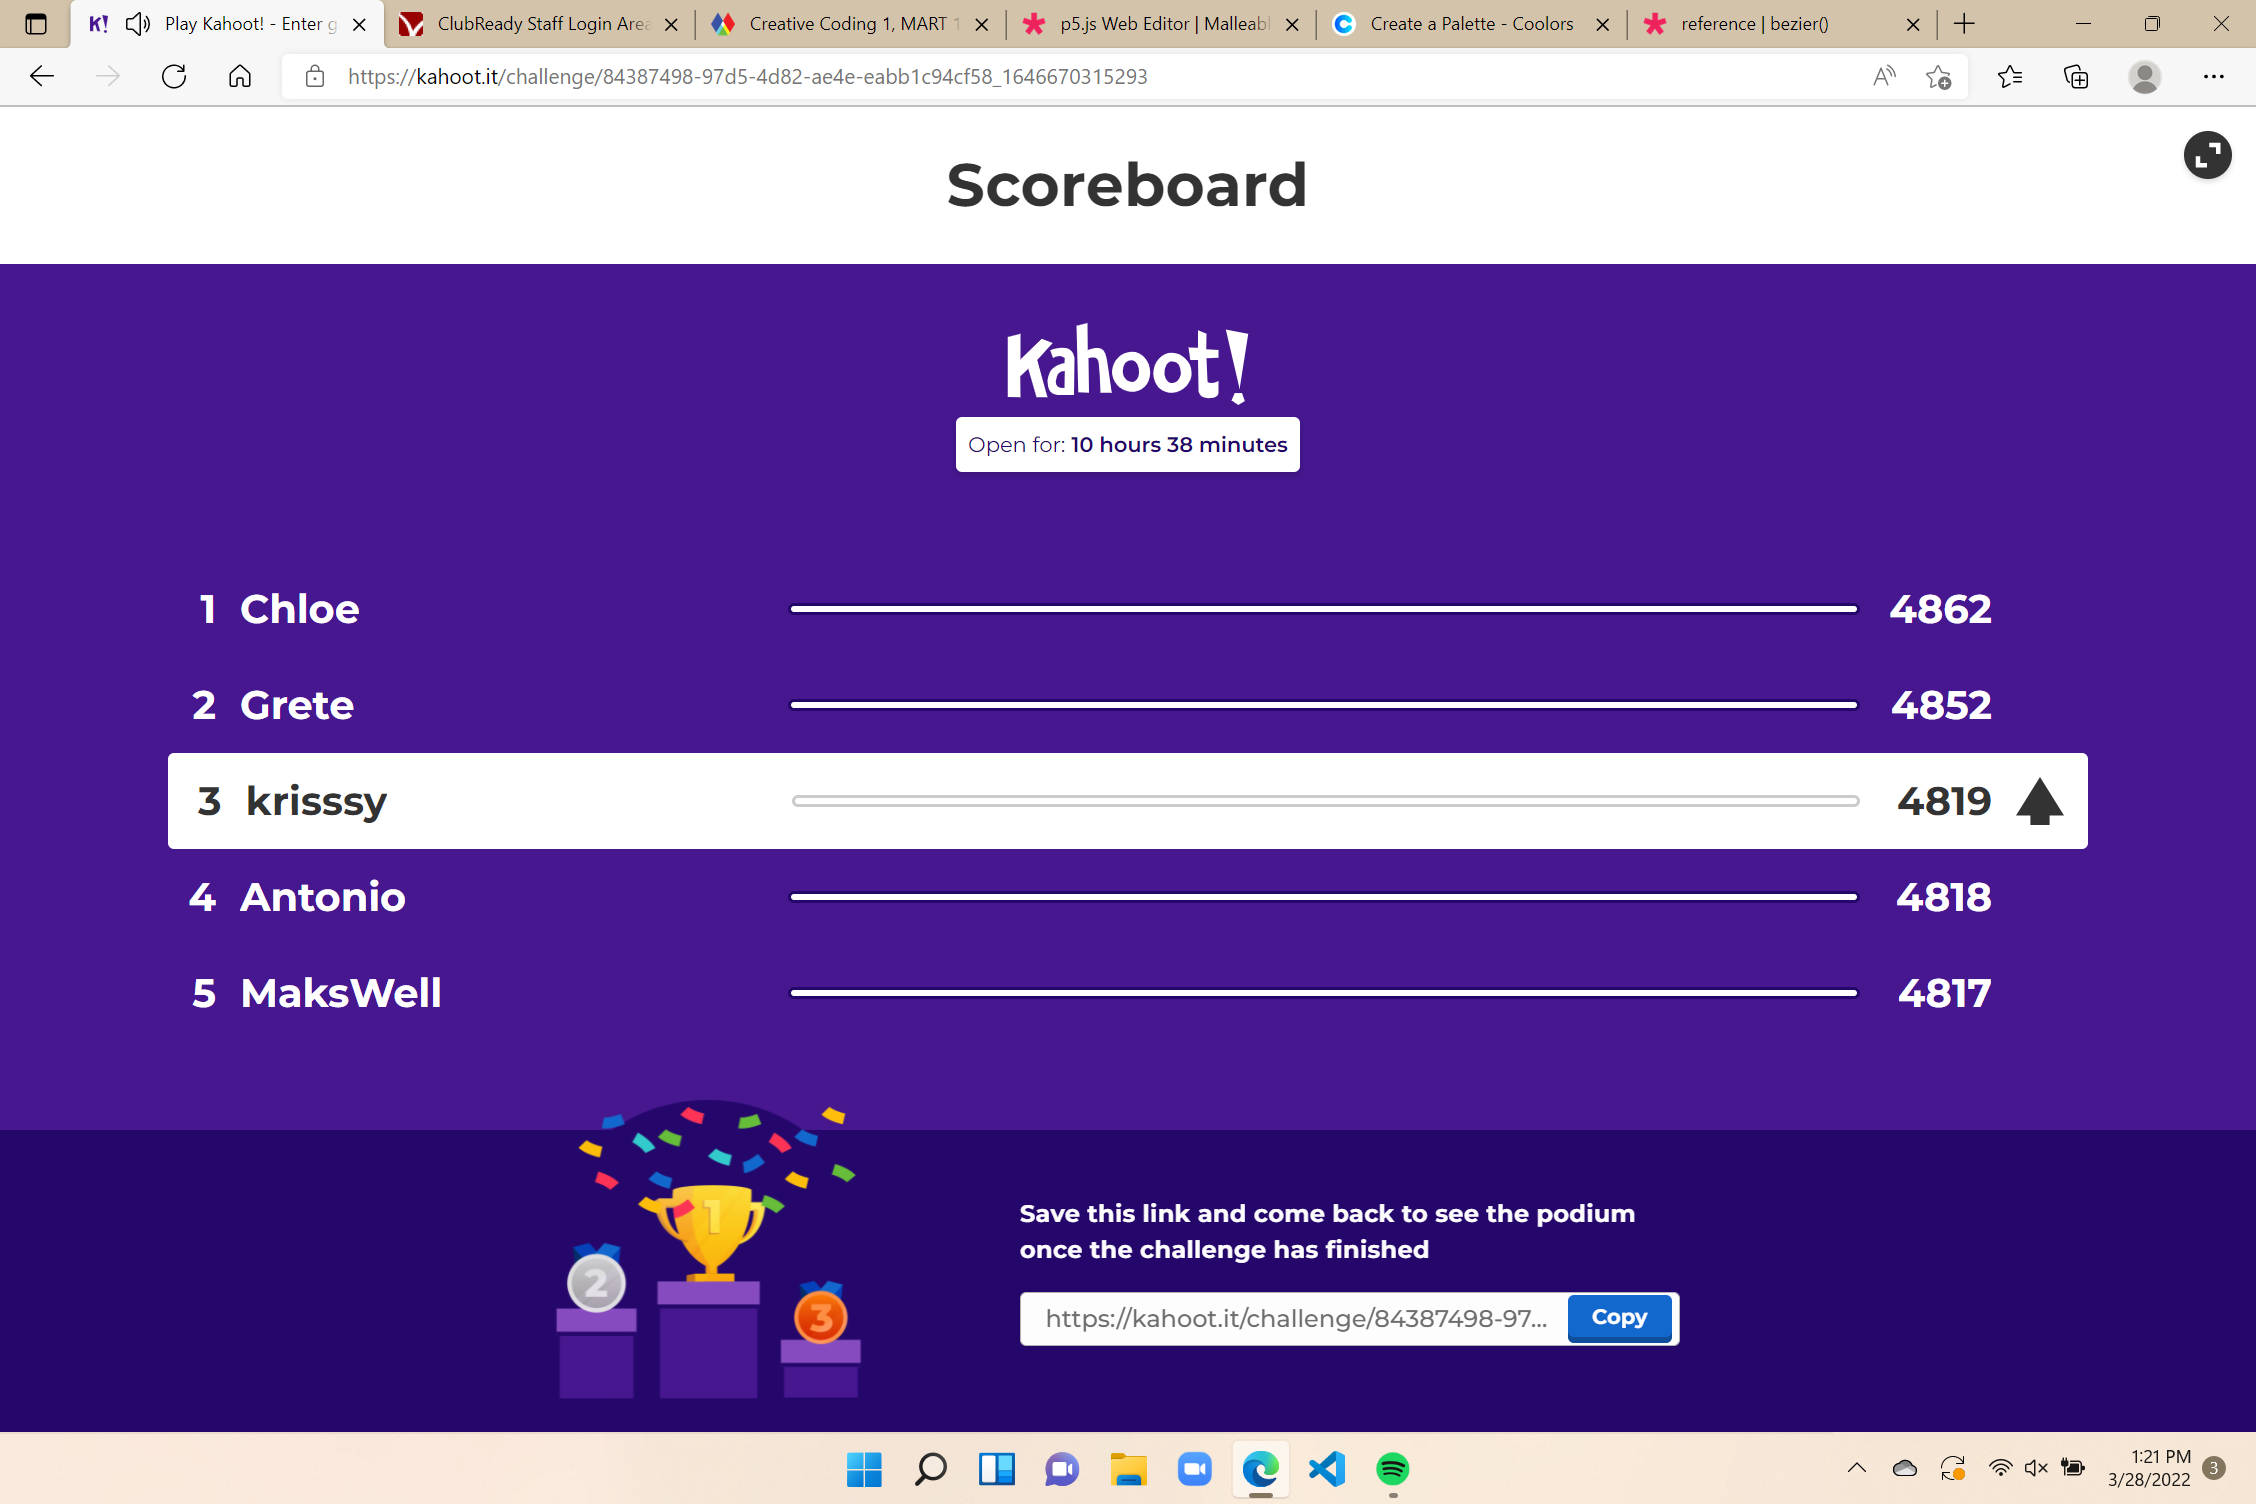 K! Play Kahoot! - Enter g
ClubReady Staff Login Area
Creative Coding 1, MART 1
p5.js Web Editor | Malleabl
Create a Palette - Coolors
reference | bezier()
https://kahoot.it/challenge/84387498-97d5-4d82-ae4e-eabb1c94cf58_1646670315293
Scoreboard
Kahoot!
Open for: 10 hours 38 minutes
1 Chloe 4862
2 Grete 4852
3 krisssy 4819
4 Antonio 4818
5 MaksWell 4817
1
2
3
Save this link and come back to see the podium
once the challenge has finished
https://kahoot.it/challenge/84387498-97... Copy
1:21 PM
3/28/2022
3